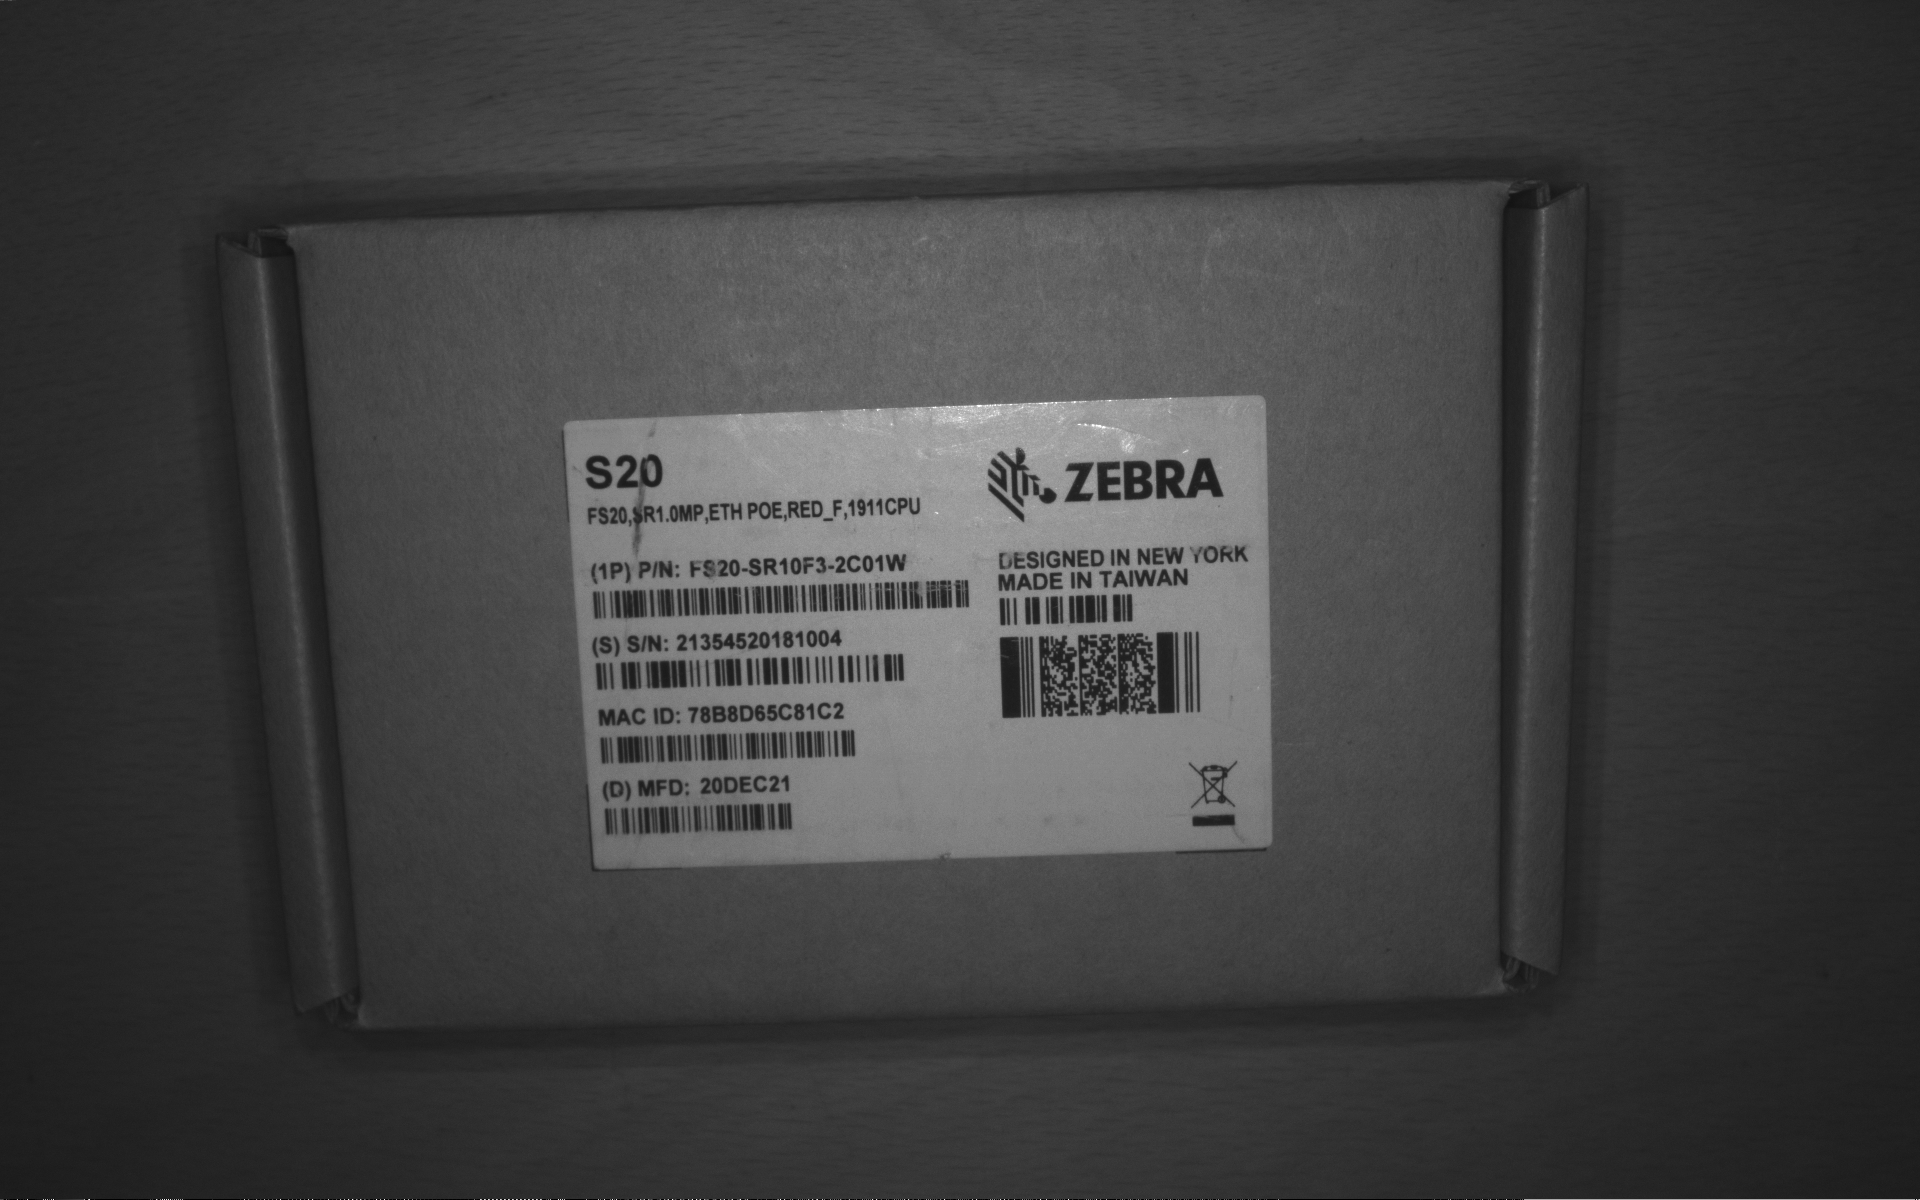 S20
FS20,SR1.0MP,ETH POE,RED_F,1911CPU
(1P) P/N: FS20-SR10F3-2C01W
(S) S/N: 21354520181004
MAC ID: 78B8D65C81C2
(D) MFD: 20DEC21
ZEBRA
DESIGNED IN NEW YORK
MADE IN TAIWAN